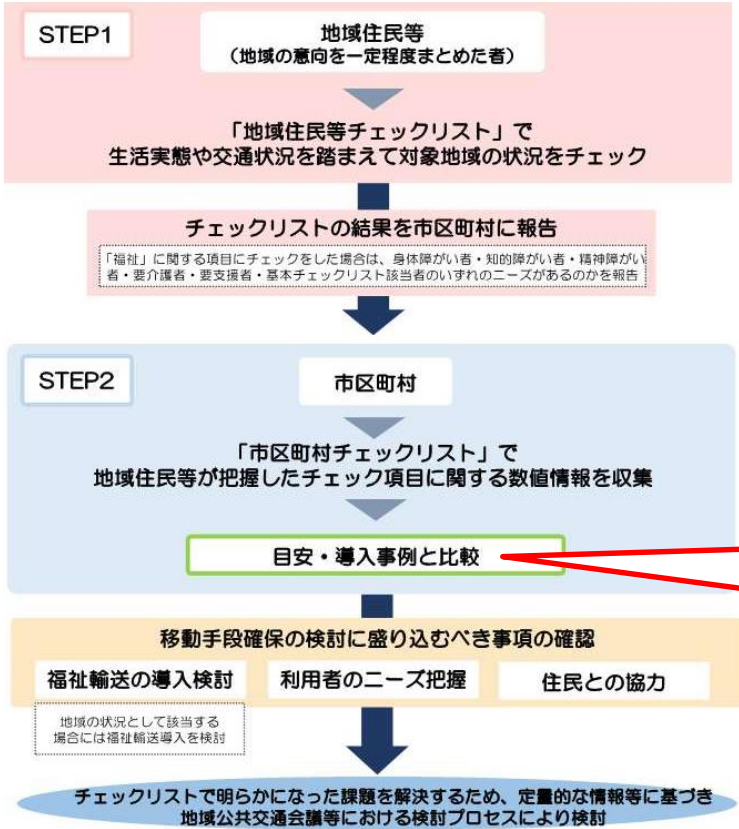 STEP1
地域住民等
（地域の意向を一定程度まとめた者）
「地域住民等チェックリスト」で
生活実態や交通状況を踏まえて対象地域の状況をチェック
チェックリストの結果を市区町村に報告
「福祉」に関する項目にチェックをした場合は、身体障がい者・知的障がい者・精神障がい
者・要介護者・要支援者・基本チェックリスト該当者のいずれのニーズがあるのかを報告
STEP2
市区町村
「市区町村チェックリスト」で
地域住民等が把握したチェック項目に関する数値情報を収集
目安・導入事例と比較
移動手段確保の検討に盛り込むべき事項の確認
福祉輸送の導入検討
利用者のニーズ把握
住民との協力
地域の状況として該当する
場合には福祉輸送導入を検討
チェックリストで明らかになった課題を解決するため、定量的な情報等に基づき
地域公共交通会議等における検討プロセスにより検討